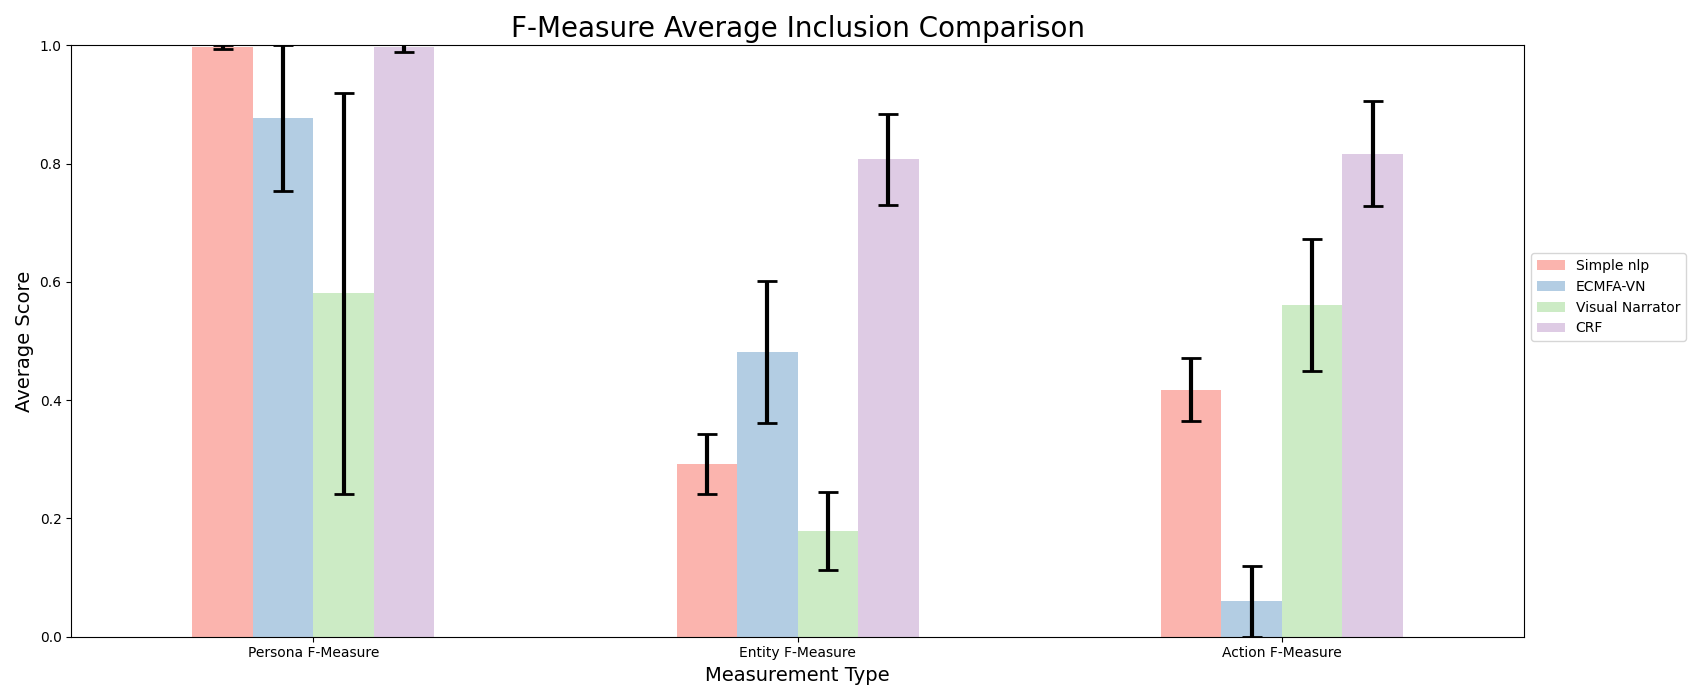 F-Measure Average Inclusion Comparison
Average Score
1.0
0.8
0.6
0.4
0.2
0.0
Persona F-Measure
Entity F-Measure
Action F-Measure
Measurement Type
Simple nlp
ECMFA-VN
Visual Narrator
CRF